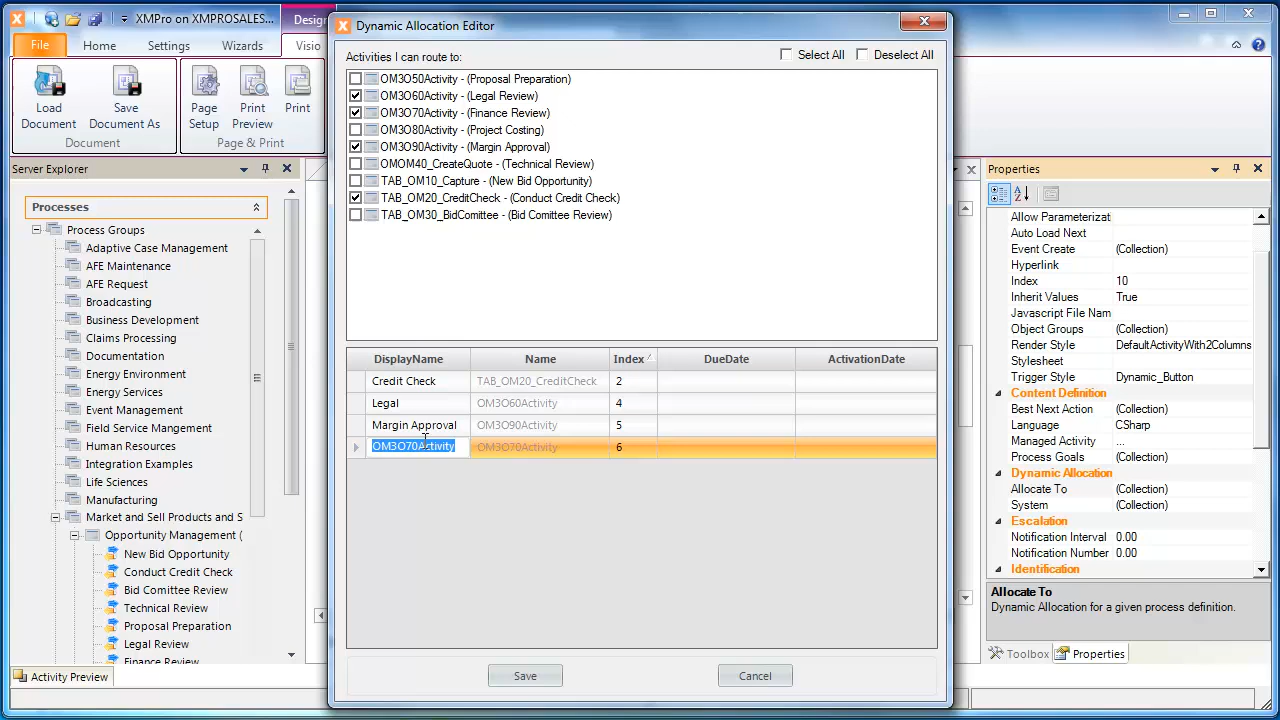 XMPro on XMPROSALES...
Design
File
Home
Settings
Wizards
Visio
Load Document
Save Document As
Document
Page Setup
Print Preview
Print
Page & Print
Server Explorer
Processes
Process Groups
Adaptive Case Management
AFE Maintenance
AFE Request
Broadcasting
Business Development
Claims Processing
Documentation
Energy Environment
Energy Services
Event Management
Field Service Management
Human Resources
Integration Examples
Life Sciences
Manufacturing
Market and Sell Products and S
Opportunity Management (
New Bid Opportunity
Conduct Credit Check
Bid Comittee Review
Technical Review
Proposal Preparation
Legal Review
Finance Review
Activity Preview
Dynamic Allocation Editor
Activities I can route to:
Select All
Deselect All
OM3O50Activity - (Proposal Preparation)
OM3O60Activity - (Legal Review)
OM3O70Activity - (Finance Review)
OM3O80Activity - (Project Costing)
OM3O90Activity - (Margin Approval)
OMOM40_CreateQuote - (Technical Review)
TAB_OM10_Capture - (New Bid Opportunity)
TAB_OM20_CreditCheck - (Conduct Credit Check)
TAB_OM30_BidComittee - (Bid Comittee Review)
DisplayName Name Index DueDate ActivationDate
Credit Check TAB_OM20_CreditCheck 2
Legal OM3O60Activity 4
Margin Approval OM3O90Activity 5
OM3O70Activity OM3O70Activity 6
Save
Cancel
Properties
Allow Parameterizat
Auto Load Next
Event Create (Collection)
Hyperlink
Index 10
Inherit Values True
Javascript File Nam
Object Groups (Collection)
Render Style DefaultActivityWith2Columns
Stylesheet
Trigger Style Dynamic_Button
Content Definition
Best Next Action (Collection)
Language CSharp
Managed Activity ...
Process Goals (Collection)
Dynamic Allocation
Allocate To (Collection)
System (Collection)
Escalation
Notification Interval 0.00
Notification Number 0.00
Identification
Allocate To
Dynamic Allocation for a given process definition.
Toolbox
Properties